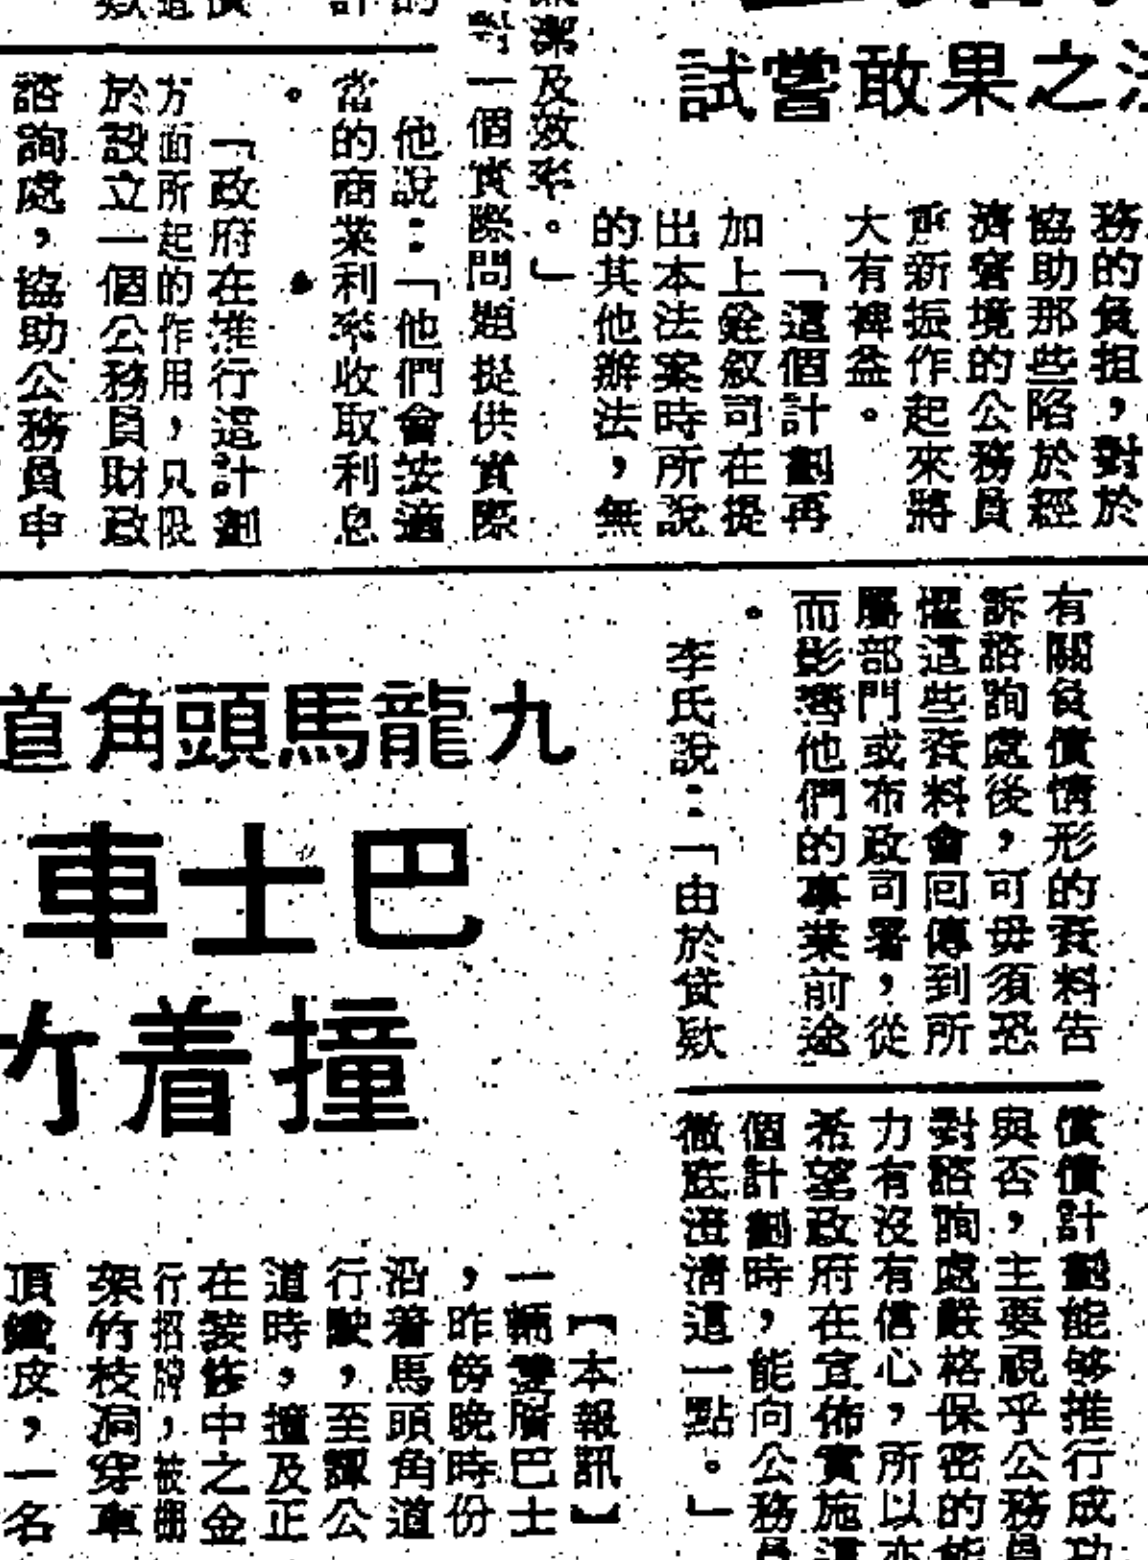 試嘗敢果之法
務的負担，對於
協助那些陷於經
濟窘境的公務員
重新振作起來將
大有裨益。
「這個計劃再
加上銓敘司在提
出本法案時所說
的其他辦法，無
潔及效率。」
一個實際問題提供實際
他說：「他們會按適
當的商業利率收取利息
。
「政府在推行這計劃
方面所起的作用，只限
於設立一個公務員財政
諮詢處，協助公務員申
有關負債情形的資料告
訴諮詢處後，可毋須恐
懼這些資料會回傳到所
屬部門或布政司署，從
而影響他們的事業前途
。
李氏說：「由於貸欵
償債計劃能够推行成功
與否，主要視乎公務員
對諮詢處嚴格保密的能
力有沒有信心，所以亦
希望政府在宣佈實施這
個計劃時，能向公務員
徹底澄清這一點。」
道角頭馬龍九
車士巴
竹着撞
【本報訊】
一輛雙層巴士
，昨傍晚時份
沿着馬頭角道
行駛，至譚公
道時，撞及正
在裝修中之金
行招牌，被棚
架竹枝洞穿車
頂鐵皮，一名